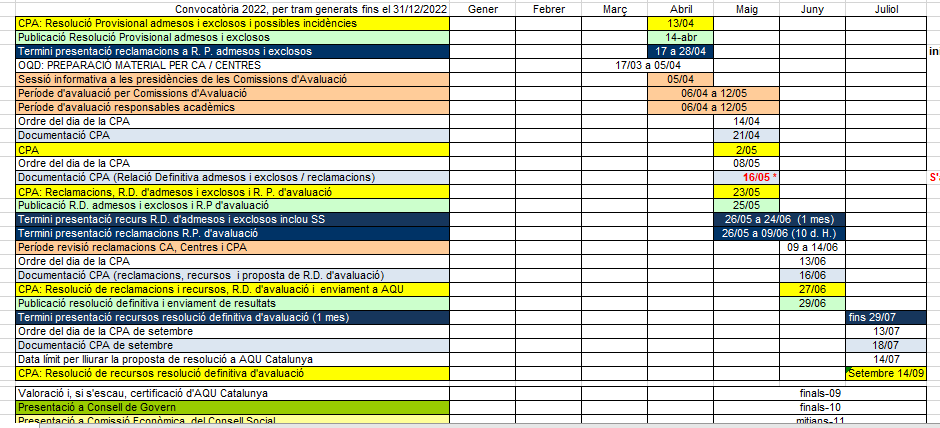 Convocatòria 2022, per tram generats fins el 31/12/2022 Gener Febrer Març Abril Maig Juny Juliol
CPA: Resolució Provisional admesos i exclosos i possibles incidències 13/04
Publicació Resolució Provisional admesos i exclosos 14-abr
Termini presentació reclamacions a R. P. admesos i exclosos 17 a 28/04 in
OQD: PREPARACIÓ MATERIAL PER CA / CENTRES 17/03 a 05/04
Sessió informativa a les presidències de les Comissions d'Avaluació 05/04
Període d'avaluació per Comissions d'Avaluació 06/04 a 12/05
Període d'avaluació responsables acadèmics 06/04 a 12/05
Ordre del dia de la CPA 14/04
Documentació CPA 21/04
CPA 2/05
Ordre del dia de la CPA 08/05
Documentació CPA (Relació Definitiva admesos i exclosos / reclamacions) 16/05 * S'
CPA: Reclamacions, R.D. d'admesos i exclosos i R. P. d'avaluació 23/05
Publicació R.D. admesos i exclosos i R.P d'avaluació 25/05
Termini presentació recurs R.D. d'admesos i exclosos inclou SS 26/05 a 24/06 (1 mes)
Termini presentació reclamacions R.P. d'avaluació 26/05 a 09/06 (10 d. H.)
Període revisió reclamacions CA, Centres i CPA 09 a 14/06
Ordre del dia de la CPA 13/06
Documentació CPA (reclamacions, recursos i proposta de R.D. d'avaluació) 16/06
CPA: Resolució de reclamacions i recursos, R.D. d'avaluació i enviament a AQU 27/06
Publicació resolució definitiva i enviament de resultats 29/06
Termini presentació recursos resolució definitiva d'avaluació (1 mes) fins 29/07
Ordre del dia de la CPA de setembre 13/07
Documentació CPA de setembre 18/07
Data límit per lliurar la proposta de resolució a AQU Catalunya 14/07
CPA: Resolució de recursos resolució definitiva d'avaluació Setembre 14/09
Valoració i, si s'escau, certificació d'AQU Catalunya finals-09
Presentació a Consell de Govern finals-10
Presentació a Comissió Econòmica, del Consell Social mitjans-11